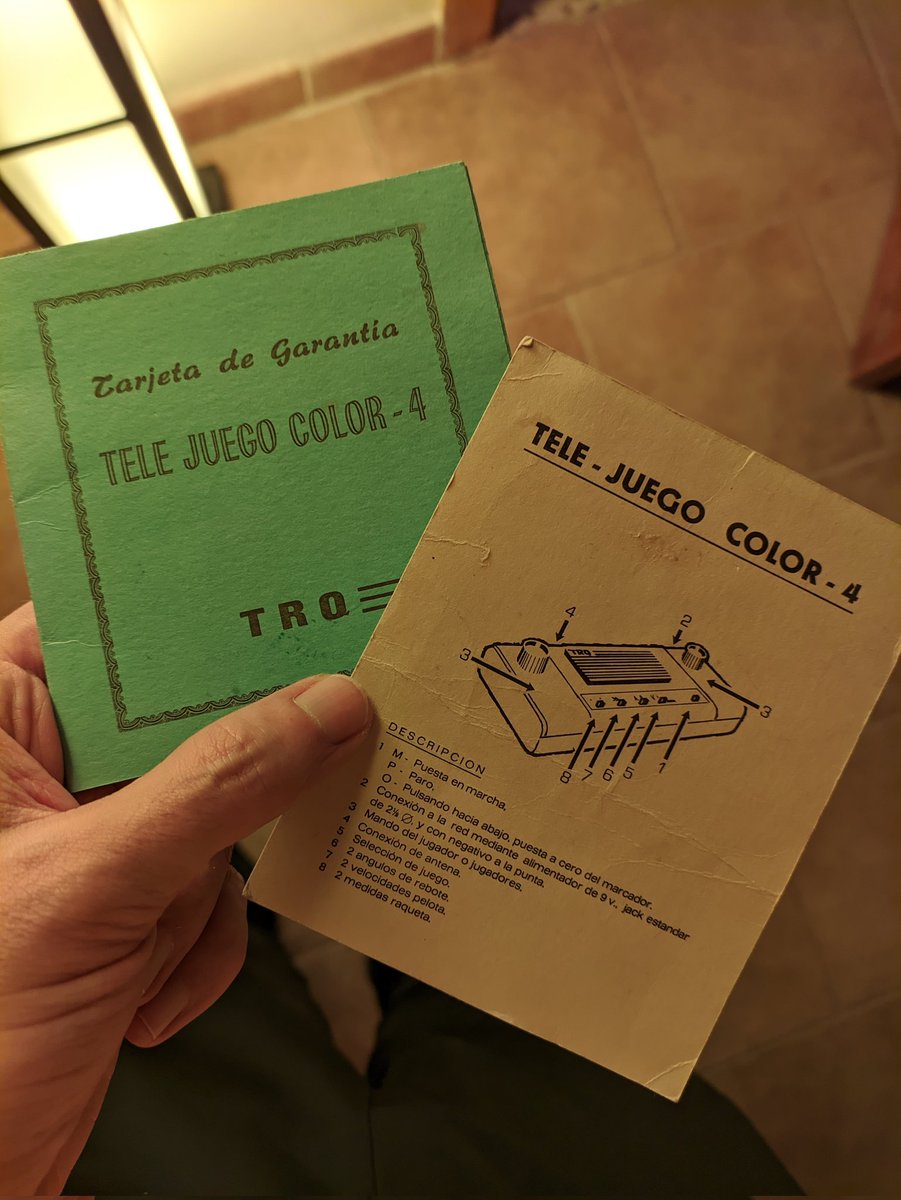 Tarjeta de Garantía
TELE JUEGO COLOR - 4
TRQ
TELE - JUEGO COLOR - 4
4
2
3
TRQ
3
8 7 6 5 1
DESCRIPCION
1 M - Puesta en marcha.
P - Paro.
O - Pulsando hacia abajo, puesta a cero del marcador.
2 Conexión a la red mediante alimentador de 9 v., jack estandar
de 2½ Ø, y con negativo a la punta.
3 Mando del jugador o jugadores.
4 Conexión de antena.
5 Selección de juego.
6 2 angulos de rebote.
7 2 velocidades pelota.
8 2 medidas raqueta.